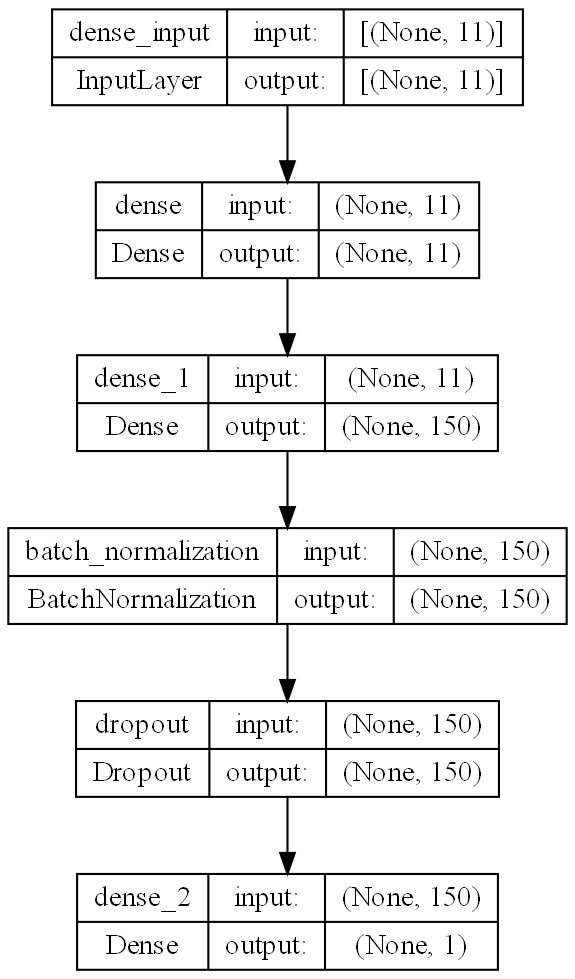 dense_input input: [(None, 11)]
InputLayer output: [(None, 11)]
dense input: (None, 11)
Dense output: (None, 11)
dense_1 input: (None, 11)
Dense output: (None, 150)
batch_normalization input: (None, 150)
BatchNormalization output: (None, 150)
dropout input: (None, 150)
Dropout output: (None, 150)
dense_2 input: (None, 150)
Dense output: (None, 1)